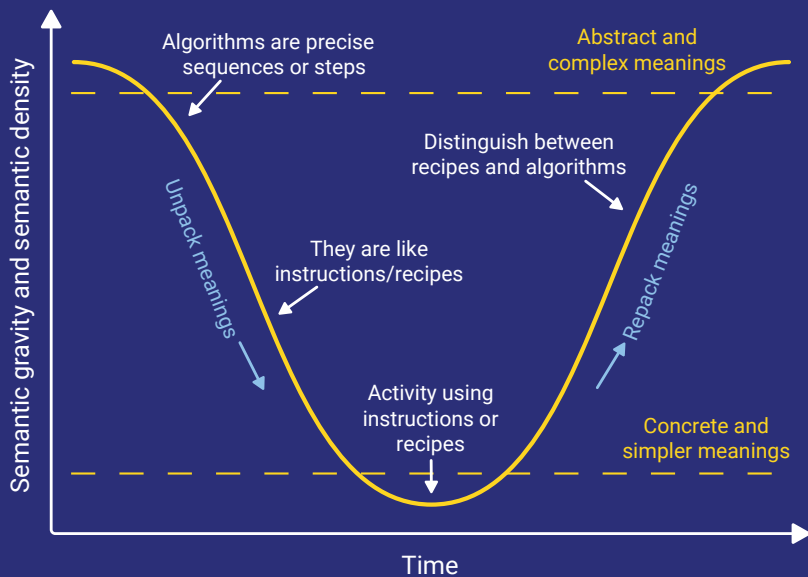 Semantic gravity and semantic density
Algorithms are precise
sequences or steps
Abstract and
complex meanings
Distinguish between
recipes and algorithms
Unpack meanings
They are like
instructions/recipes
Repack meanings
Activity using
instructions or
recipes
Concrete and
simpler meanings
Time